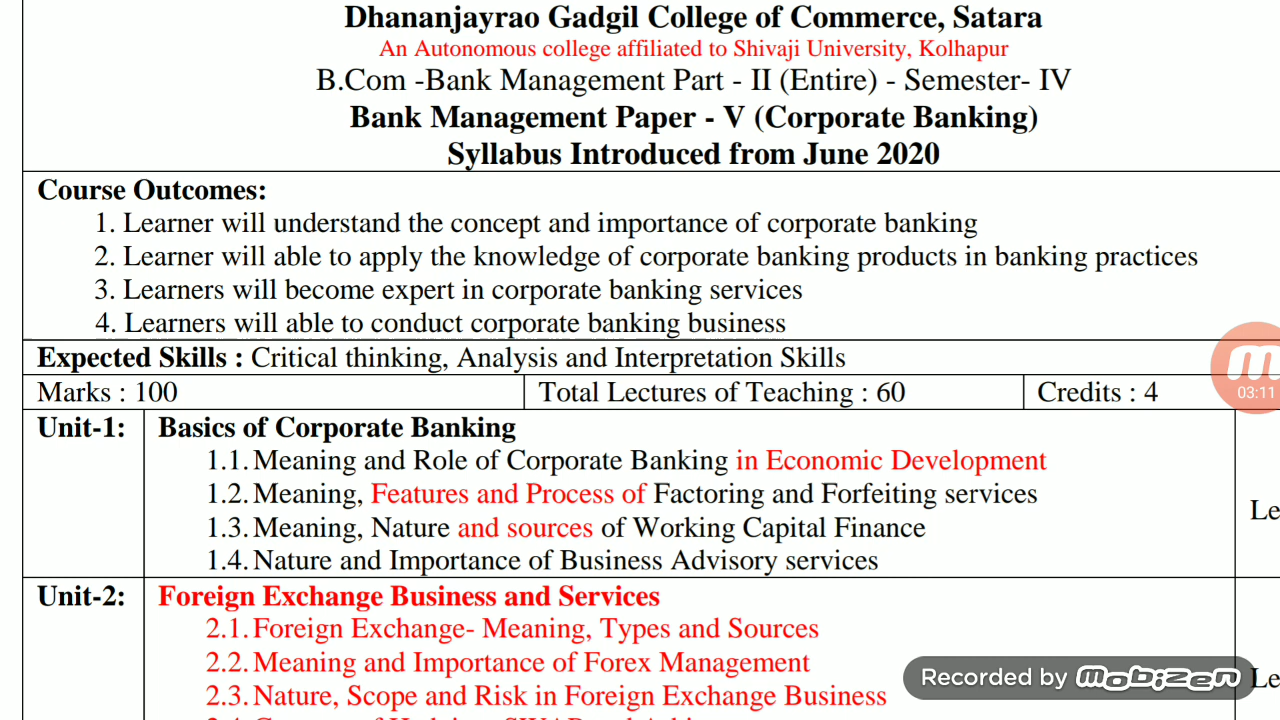 Dhananjayrao Gadgil College of Commerce, Satara
An Autonomous college affiliated to Shivaji University, Kolhapur
B.Com -Bank Management Part - II (Entire) - Semester- IV
Bank Management Paper - V (Corporate Banking)
Syllabus Introduced from June 2020
Course Outcomes:
1. Learner will understand the concept and importance of corporate banking
2. Learner will able to apply the knowledge of corporate banking products in banking practices
3. Learners will become expert in corporate banking services
4. Learners will able to conduct corporate banking business
Expected Skills : Critical thinking, Analysis and Interpretation Skills
Marks : 100 Total Lectures of Teaching : 60 Credits : 4
03:11
Unit-1: Basics of Corporate Banking
1.1. Meaning and Role of Corporate Banking in Economic Development
1.2. Meaning, Features and Process of Factoring and Forfeiting services
1.3. Meaning, Nature and sources of Working Capital Finance
1.4. Nature and Importance of Business Advisory services
Le
Unit-2: Foreign Exchange Business and Services
2.1. Foreign Exchange- Meaning, Types and Sources
2.2. Meaning and Importance of Forex Management
2.3. Nature, Scope and Risk in Foreign Exchange Business
Le
Recorded by mobizen